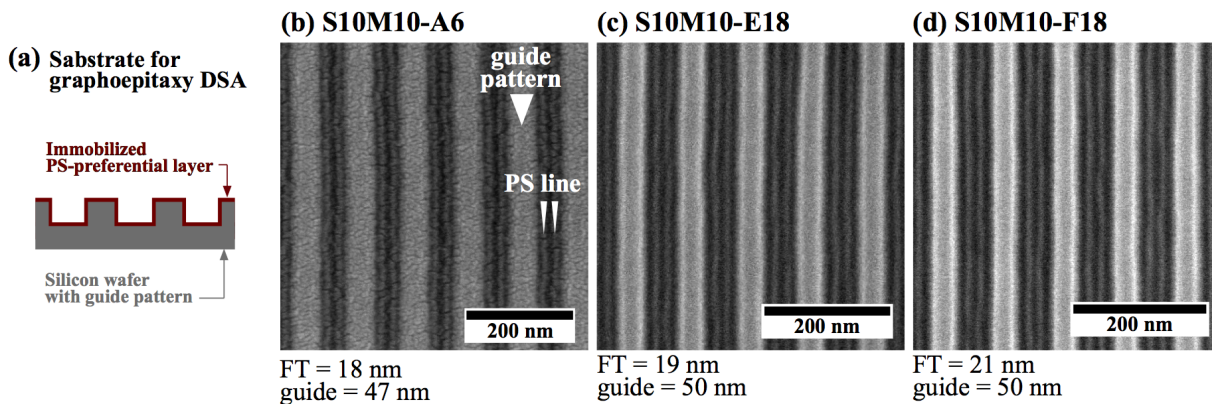 (a) Sabstrate for
graphoepitaxy DSA
Immobilized
PS-preferential layer
Silicon wafer
with guide pattern
(b) S10M10-A6
guide
pattern
PS line
200 nm
FT = 18 nm
guide = 47 nm
(c) S10M10-E18
200 nm
FT = 19 nm
guide = 50 nm
(d) S10M10-F18
200 nm
FT = 21 nm
guide = 50 nm